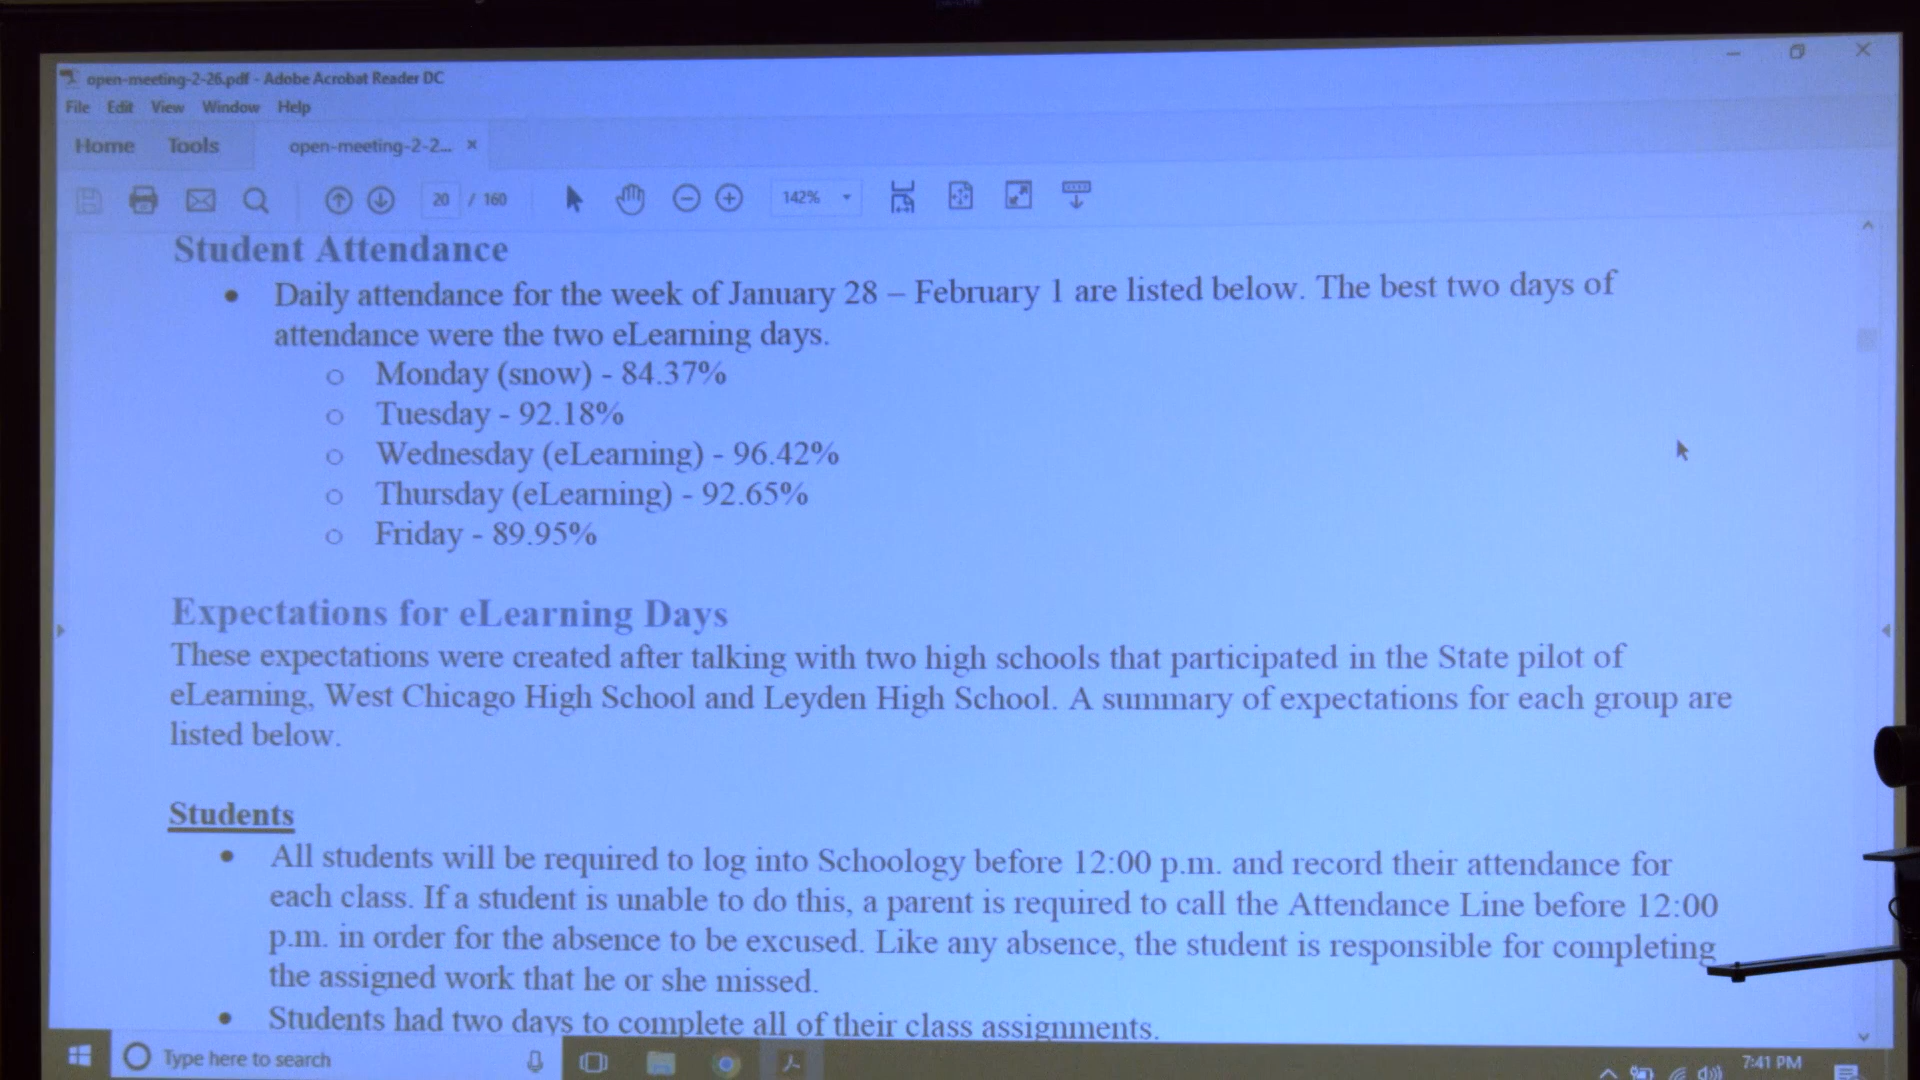 open-meeting-2-26.pdf - Adobe Acrobat Reader DC
File Edit View Window Help
Home Tools open-meeting-2-2... ×
20 / 160 142%
Student Attendance
• Daily attendance for the week of January 28 – February 1 are listed below. The best two days of
attendance were the two eLearning days.
o Monday (snow) - 84.37%
o Tuesday - 92.18%
o Wednesday (eLearning) - 96.42%
o Thursday (eLearning) - 92.65%
o Friday - 89.95%
Expectations for eLearning Days
These expectations were created after talking with two high schools that participated in the State pilot of
eLearning, West Chicago High School and Leyden High School. A summary of expectations for each group are
listed below.
Students
• All students will be required to log into Schoology before 12:00 p.m. and record their attendance for
each class. If a student is unable to do this, a parent is required to call the Attendance Line before 12:00
p.m. in order for the absence to be excused. Like any absence, the student is responsible for completing
the assigned work that he or she missed.
• Students had two days to complete all of their class assignments.
Type here to search
7:41 PM